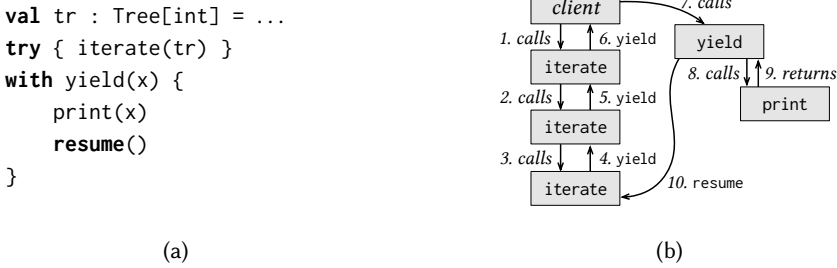 val tr : Tree[int] = ...
try { iterate(tr) }
with yield(x) {
print(x)
resume()
}
(a)
client
7. calls
1. calls
6. yield
yield
iterate
8. calls
9. returns
2. calls
5. yield
print
iterate
3. calls
4. yield
iterate
10. resume
(b)